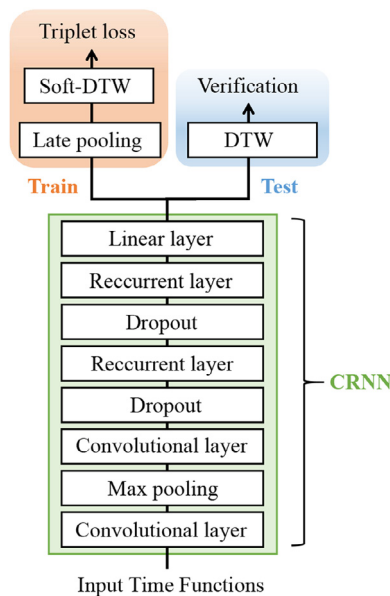 Triplet loss
Soft-DTW
Late pooling
Train
Verification
DTW
Test
Linear layer
Reccurrent layer
Dropout
Reccurrent layer
Dropout
Convolutional layer
Max pooling
Convolutional layer
CRNN
Input Time Functions